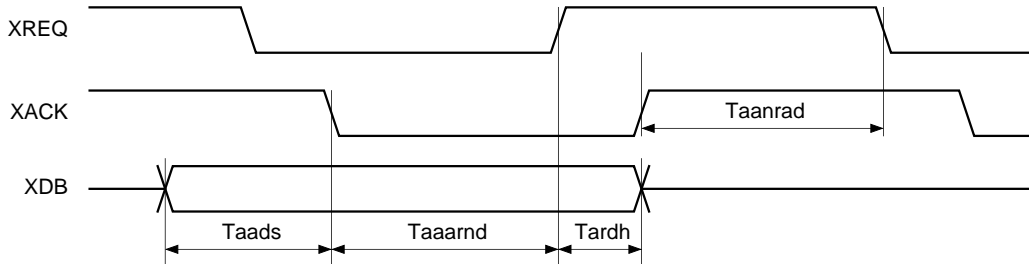 XREQ
XACK
Taanrad
XDB
Taads
Taaarnd
Tardh